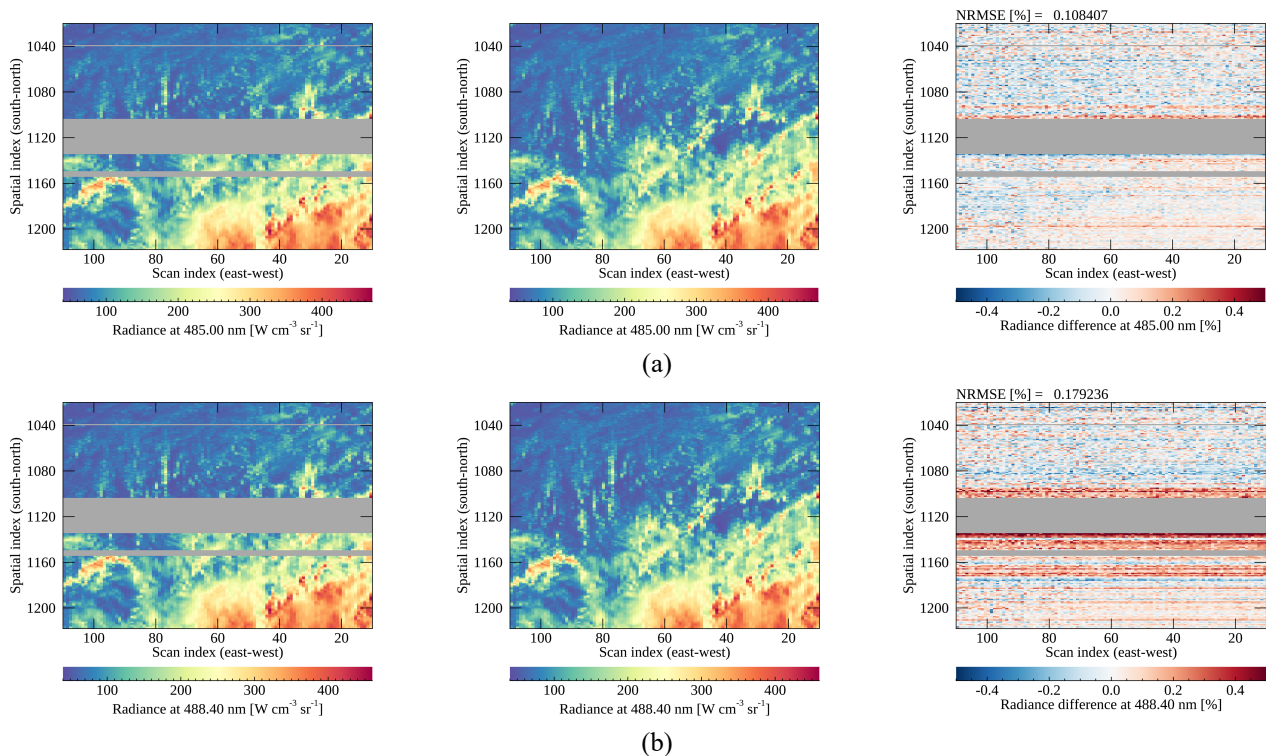 NRMSE [%] = 0.108407
Spatial index (south-north)
1040
1080
1120
1160
1200
100 80 60 40 20
Scan index (east-west)
100 200 300 400
Radiance at 485.00 nm [W cm⁻³ sr⁻¹]
Spatial index (south-north)
1040
1080
1120
1160
1200
100 80 60 40 20
Scan index (east-west)
100 200 300 400
Radiance at 485.00 nm [W cm⁻³ sr⁻¹]
Spatial index (south-north)
1040
1080
1120
1160
1200
100 80 60 40 20
Scan index (east-west)
-0.4 -0.2 0.0 0.2 0.4
Radiance difference at 485.00 nm [%]
(a)
NRMSE [%] = 0.179236
Spatial index (south-north)
1040
1080
1120
1160
1200
100 80 60 40 20
Scan index (east-west)
100 200 300 400
Radiance at 488.40 nm [W cm⁻³ sr⁻¹]
Spatial index (south-north)
1040
1080
1120
1160
1200
100 80 60 40 20
Scan index (east-west)
100 200 300 400
Radiance at 488.40 nm [W cm⁻³ sr⁻¹]
Spatial index (south-north)
1040
1080
1120
1160
1200
100 80 60 40 20
Scan index (east-west)
-0.4 -0.2 0.0 0.2 0.4
Radiance difference at 488.40 nm [%]
(b)